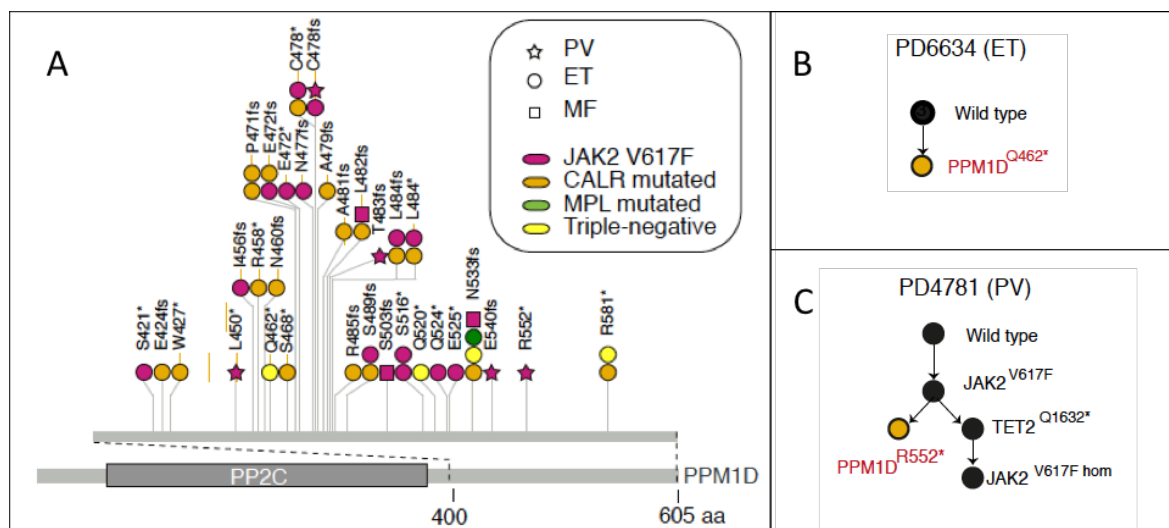 A
PV
ET
MF
JAK2 V617F
CALR mutated
MPL mutated
Triple-negative
C478*
C478fs
P471fs
E472fs
E472*
N477fs
A479fs
A481fs
L482fs
T483fs
L484fs
L484*
I456fs
R458*
N460fs
S421*
E424fs
W427*
L450*
Q462*
S468*
R485fs
S489fs
S503fs
S516*
Q520*
Q524*
E525*
N533fs
E540fs
R552*
R581*
PP2C
PPM1D
400
605 aa
B
PD6634 (ET)
Wild type
PPM1D Q462*
C
PD4781 (PV)
Wild type
JAK2 V617F
TET2 Q1632*
PPM1D R552*
JAK2 V617F hom